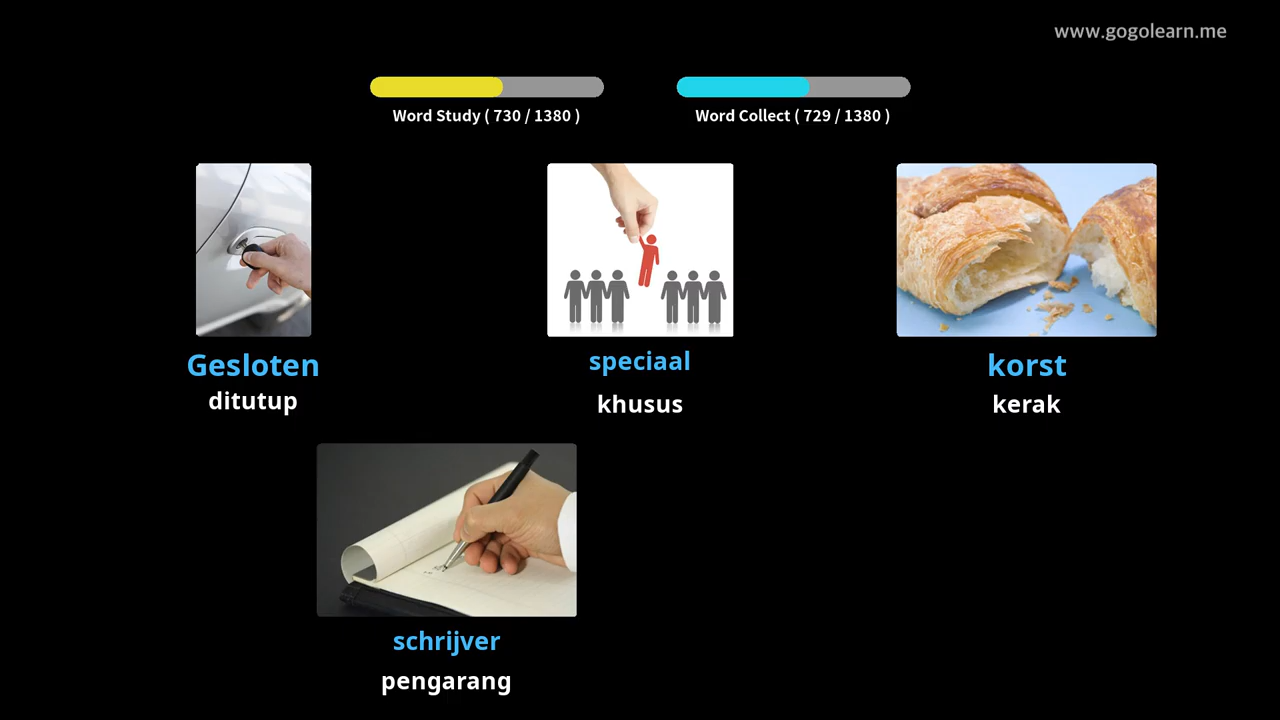 www.gogolearn.me
Word Study ( 730 / 1380 )
Word Collect ( 729 / 1380 )
Gesloten
ditutup
speciaal
khusus
korst
kerak
schrijver
pengarang